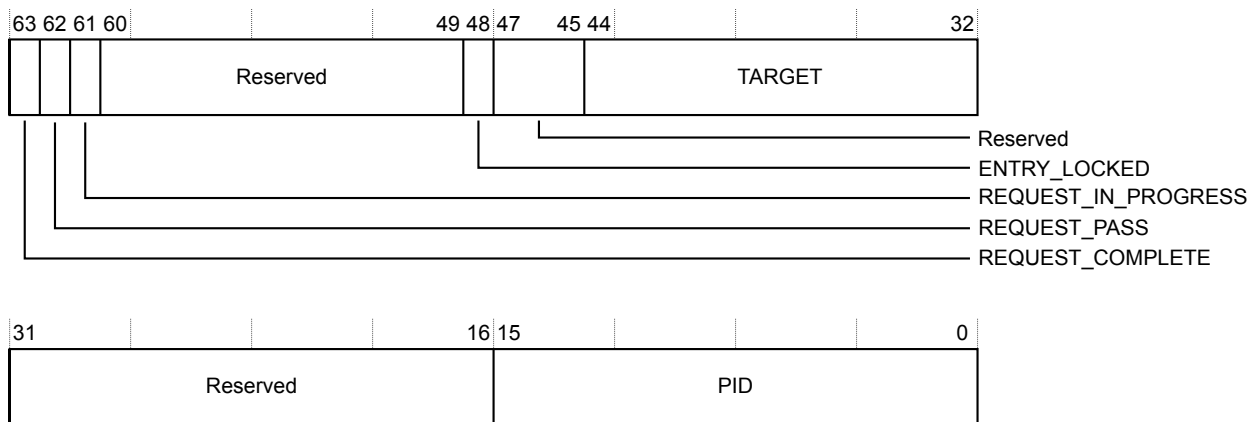 63 62 61 60 49 48 47 45 44 32
Reserved TARGET
Reserved
ENTRY_LOCKED
REQUEST_IN_PROGRESS
REQUEST_PASS
REQUEST_COMPLETE
31 16 15 0
Reserved PID